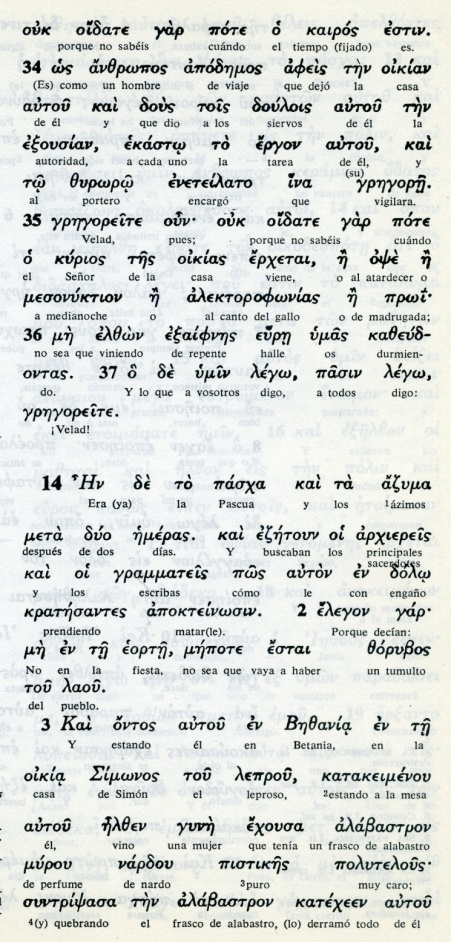 οὐκ οἴδατε γὰρ πότε ὁ καιρός ἐστιν.
porque no sabéis cuándo el tiempo (fijado) es.
34 ὡς ἄνθρωπος ἀπόδημος ἀφεὶς τὴν οἰκίαν
(Es) como un hombre de viaje que dejó la casa
αὐτοῦ καὶ δοὺς τοῖς δούλοις αὐτοῦ τὴν
de él y que dio a los siervos de él la
ἐξουσίαν, ἑκάστῳ τὸ ἔργον αὐτοῦ, καὶ
autoridad, a cada uno la tarea de él, y
τῷ θυρωρῷ ἐνετείλατο ἵνα γρηγορῇ.
al portero (su) encargó que vigilara.
35 γρηγορεῖτε οὖν· οὐκ οἴδατε γὰρ πότε
Velad, pues; porque no sabéis cuándo
ὁ κύριος τῆς οἰκίας ἔρχεται, ἢ ὀψὲ ἢ
el Señor de la casa viene, o al atardecer o
μεσονύκτιον ἢ ἀλεκτοροφωνίας ἢ πρωΐ·
a medianoche o al canto del gallo o de madrugada;
36 μὴ ἐλθὼν ἐξαίφνης εὕρῃ ὑμᾶς καθεύδ-
no sea que viniendo de repente halle os durmien-
οντας. 37 ὃ δὲ ὑμῖν λέγω, πᾶσιν λέγω,
do. Y lo que a vosotros digo, a todos digo:
γρηγορεῖτε.
¡Velad!
14 Ἦν δὲ τὸ πάσχα καὶ τὰ ἄζυμα
Era (ya) la Pascua y los 1ázimos
μετὰ δύο ἡμέρας. καὶ ἐζήτουν οἱ ἀρχιερεῖς
después de dos días. Y buscaban los principales sacerdotes
καὶ οἱ γραμματεῖς πῶς αὐτὸν ἐν δόλῳ
y los escribas cómo le con engaño
κρατήσαντες ἀποκτείνωσιν. 2 ἔλεγον γάρ·
prendiendo matar(le). Porque decían:
μὴ ἐν τῇ ἑορτῇ, μήποτε ἔσται θόρυβος
No en la fiesta, no sea que vaya a haber un tumulto
τοῦ λαοῦ.
del pueblo.
3 Καὶ ὄντος αὐτοῦ ἐν Βηθανίᾳ ἐν τῇ
Y estando él en Betania, en la
οἰκίᾳ Σίμωνος τοῦ λεπροῦ, κατακειμένου
casa de Simón el leproso, 2estando a la mesa
αὐτοῦ ἦλθεν γυνὴ ἔχουσα ἀλάβαστρον
él, vino una mujer que tenía un frasco de alabastro
μύρου νάρδου πιστικῆς πολυτελοῦς·
de perfume de nardo 3puro muy caro;
συντρίψασα τὴν ἀλάβαστρον κατέχεεν αὐτοῦ
4(y) quebrando el frasco de alabastro, (lo) derramó todo de él